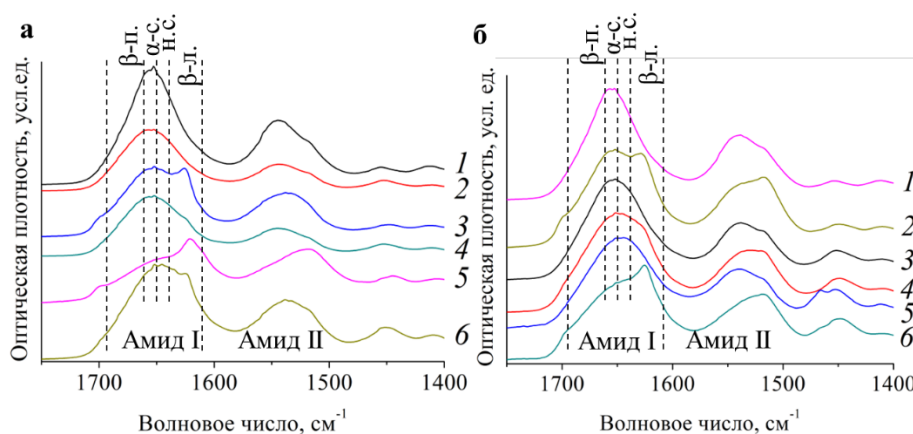 а
β-п.
α-с.
н.с.
β-л.
Оптическая плотность, усл.ед.
1
2
3
4
5
6
Амид I
Амид II
1700
1600
1500
1400
Волновое число, см-1
б
β-п.
α-с.
н.с.
β-л.
Оптическая плотность, усл. ед.
1
2
3
4
5
6
Амид I
Амид II
1700
1600
1500
1400
Волновое число, см-1